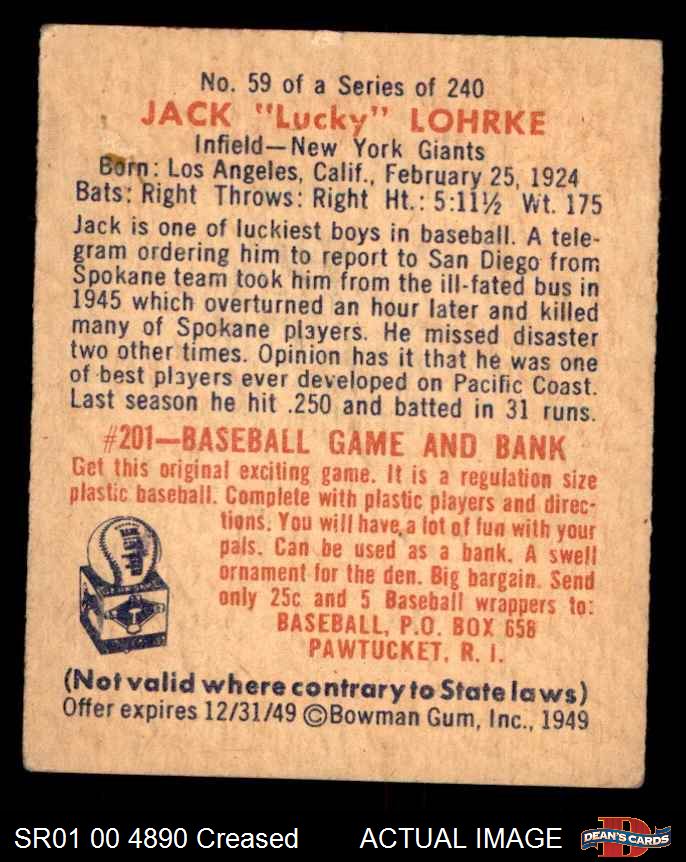 No. 59 of a Series of 240
JACK "Lucky" LOHRKE
Infield—New York Giants
Born: Los Angeles, Calif., February 25, 1924
Bats: Right Throws: Right Ht.: 5:11½ Wt. 175
Jack is one of luckiest boys in baseball. A tele-
gram ordering him to report to San Diego from
Spokane team took him from the ill-fated bus in
1945 which overturned an hour later and killed
many of Spokane players. He missed disaster
two other times. Opinion has it that he was one
of best players ever developed on Pacific Coast.
Last season he hit .250 and batted in 31 runs.
#201—BASEBALL GAME AND BANK
Get this original exciting game. It is a regulation size
plastic baseball. Complete with plastic players and direc-
tions. You will have a lot of fun with your
pals. Can be used as a bank. A swell
ornament for the den. Big bargain. Send
only 25c and 5 Baseball wrappers to:
BASEBALL, P.O. BOX 658
PAWTUCKET, R. I.
(Not valid where contrary to State laws)
Offer expires 12/31/49 ©Bowman Gum, Inc., 1949
SR01 00 4890 Creased ACTUAL IMAGE
DEAN'S CARDS